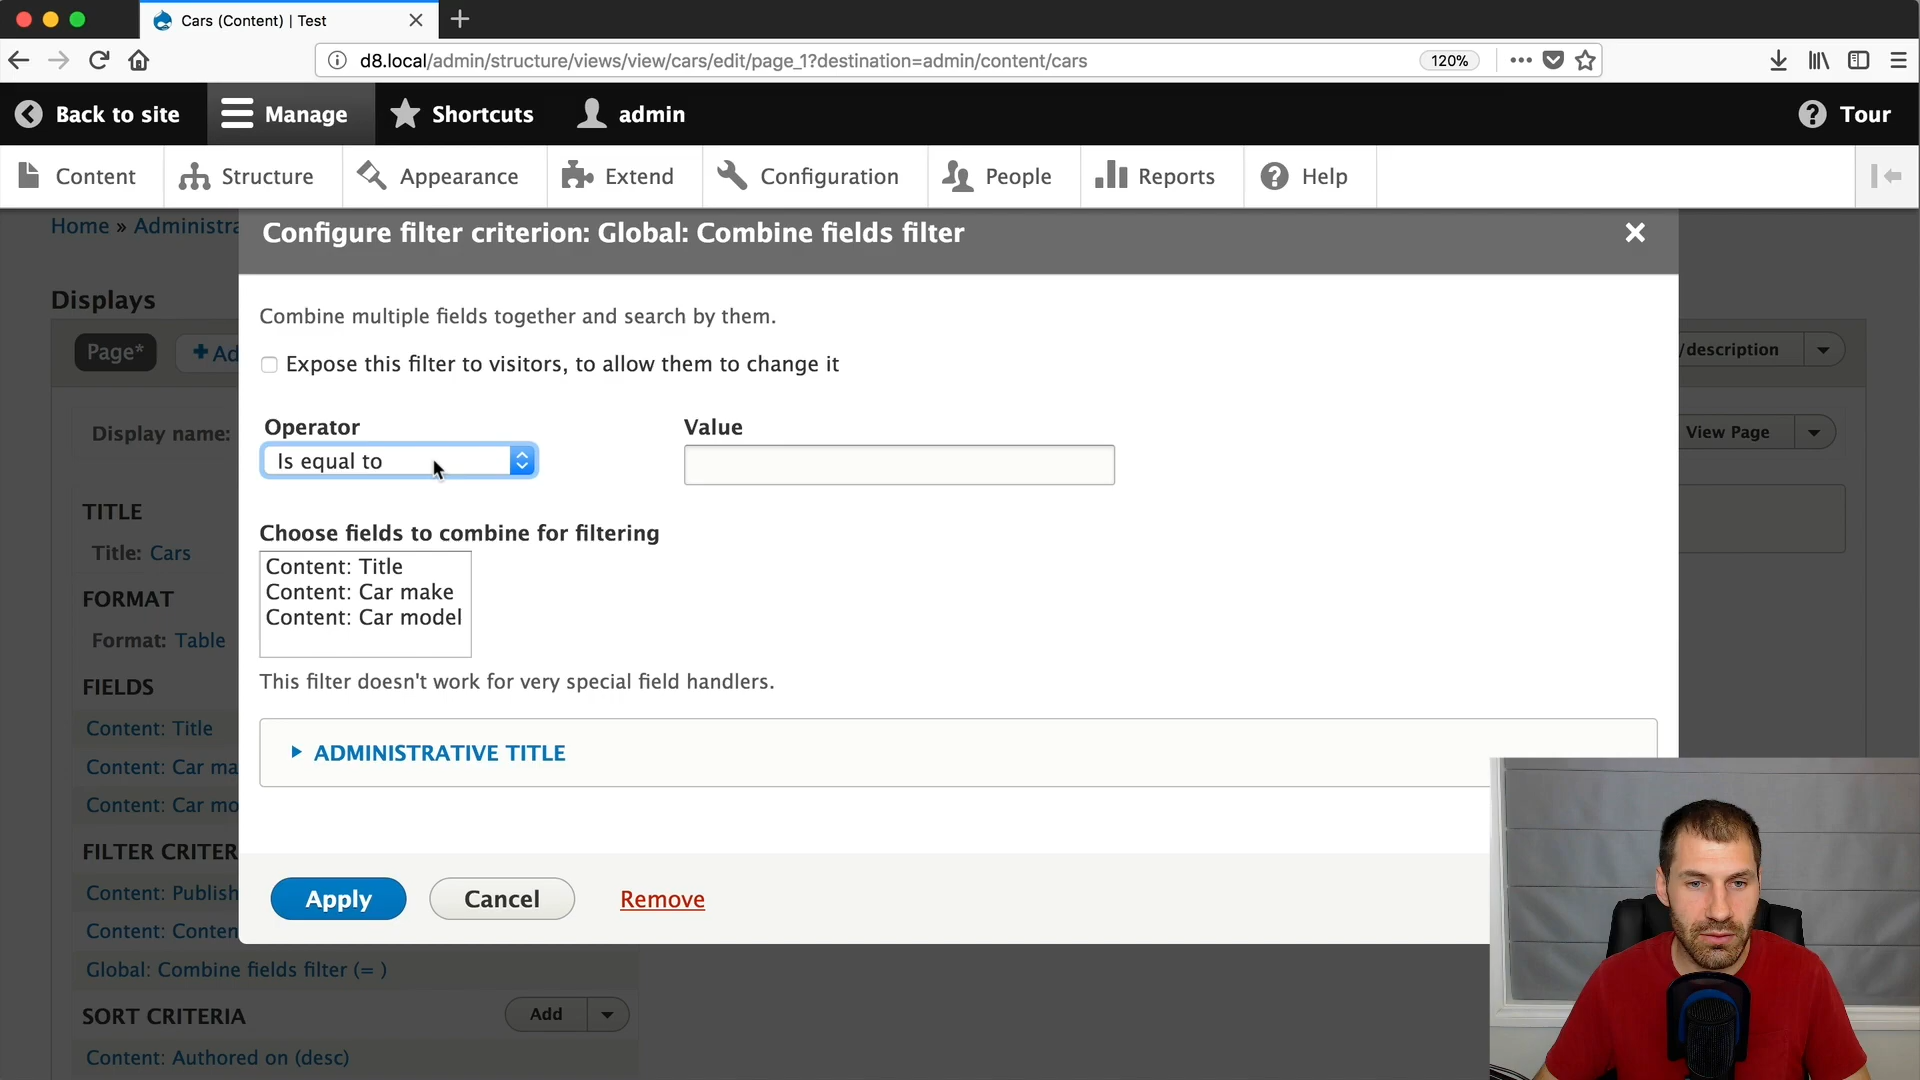 Cars (Content) | Test
d8.local/admin/structure/views/view/cars/edit/page_1?destination=admin/content/cars
120%
Back to site
Manage
Shortcuts
admin
Tour
Content
Structure
Appearance
Extend
Configuration
People
Reports
Help
Home » Administra
Configure filter criterion: Global: Combine fields filter
Combine multiple fields together and search by them.
Expose this filter to visitors, to allow them to change it
Operator
Value
Is equal to
Choose fields to combine for filtering
Content: Title
Content: Car make
Content: Car model
This filter doesn't work for very special field handlers.
ADMINISTRATIVE TITLE
Apply
Cancel
Remove
Displays
Page*
Ad
/description
Display name:
View Page
TITLE
Title: Cars
FORMAT
Format: Table
FIELDS
Content: Title
Content: Car ma
Content: Car mo
FILTER CRITER
Content: Publish
Content: Conten
Global: Combine fields filter (= )
SORT CRITERIA
Add
Content: Authored on (desc)